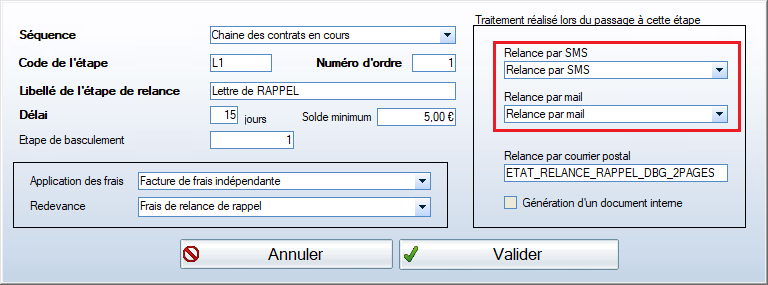 Séquence Chaine des contrats en cours
Code de l'étape L1 Numéro d'ordre 1
Libellé de l'étape de relance Lettre de RAPPEL
Délai 15 jours Solde minimum 5,00 €
Etape de basculement 1
Application des frais Facture de frais indépendante
Redevance Frais de relance de rappel
Traitement réalisé lors du passage à cette étape
Relance par SMS
Relance par SMS
Relance par mail
Relance par mail
Relance par courrier postal
ETAT_RELANCE_RAPPEL_DBG_2PAGES
Génération d'un document interne
Annuler Valider